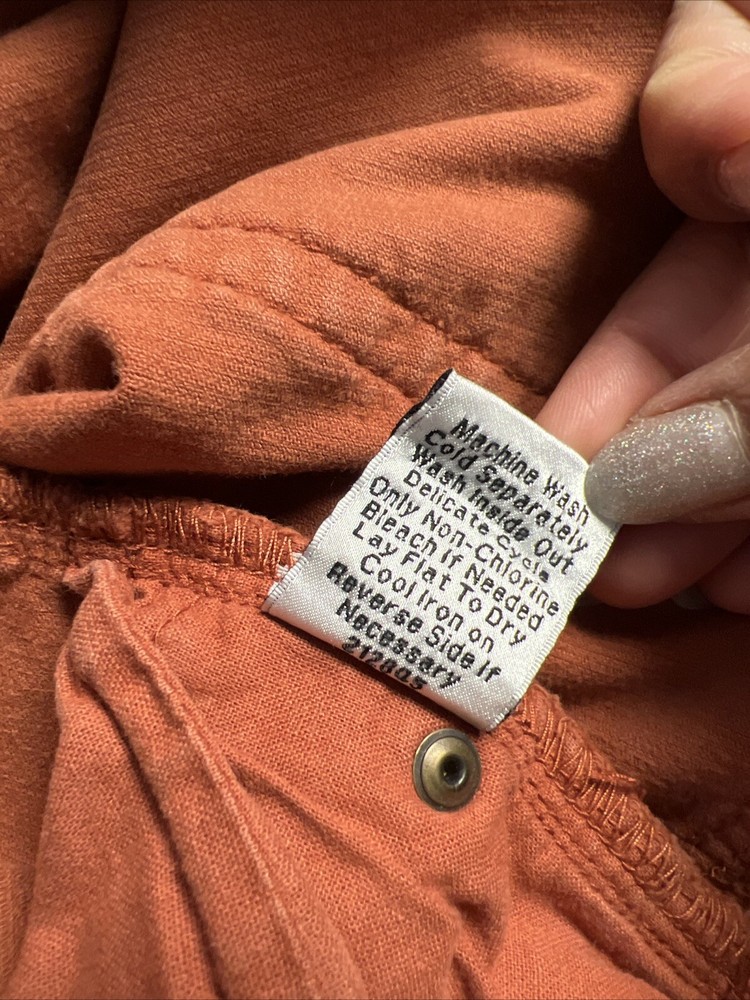 Machine Wash
Cold Separately
Wash Inside Out
Delicate Cycle
Only Non-Chlorine
Bleach If Needed
Lay Flat To Dry
Cool Iron on
Reverse Side If
Necessary